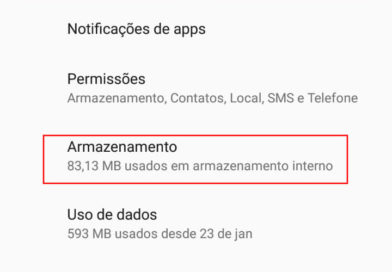 Notificações de apps
Permissões
Armazenamento, Contatos, Local, SMS e Telefone
Armazenamento
83,13 MB usados em armazenamento interno
Uso de dados
593 MB usados desde 23 de jan